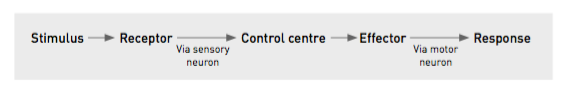 Stimulus Receptor Control centre Effector Response
Via sensory neuron
Via motor neuron